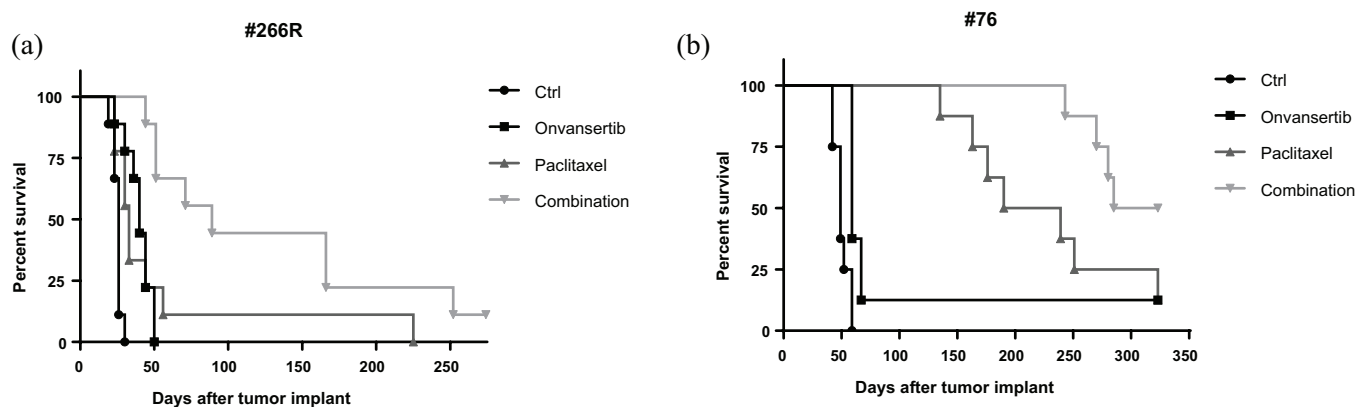 (a)
#266R
Percent survival
100
75
50
25
0
0 50 100 150 200 250
Days after tumor implant
Ctrl
Onvansertib
Paclitaxel
Combination
(b)
#76
Percent survival
100
75
50
25
0
0 50 100 150 200 250 300 350
Days after tumor implant
Ctrl
Onvansertib
Paclitaxel
Combination